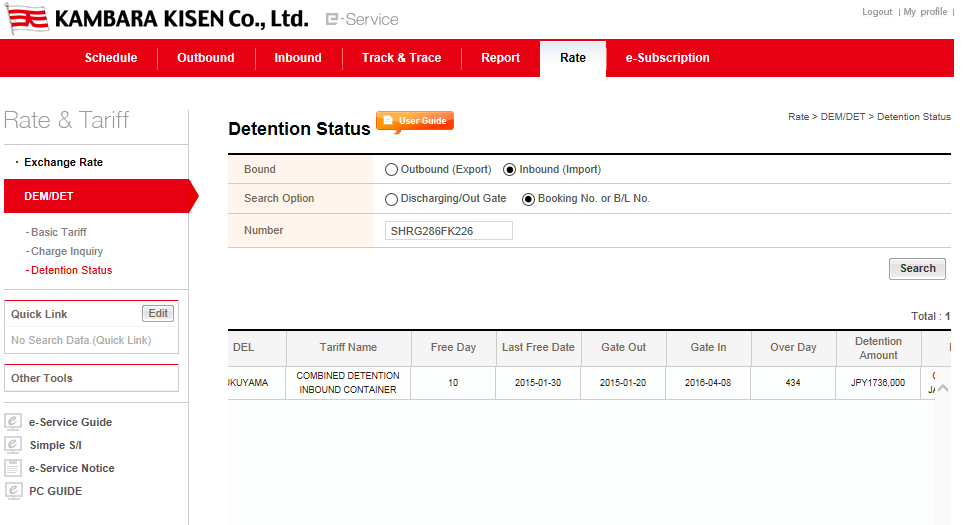 KAMBARA KISEN Co., Ltd. e-Service
Logout | My profile |
Schedule Outbound Inbound Track & Trace Report Rate e-Subscription
Rate & Tariff
Exchange Rate
DEM/DET
- Basic Tariff
- Charge Inquiry
- Detention Status
Quick Link Edit
No Search Data.(Quick Link)
Other Tools
e-Service Guide
Simple S/I
e-Service Notice
PC GUIDE
Detention Status User Guide
Rate > DEM/DET > Detention Status
Bound Outbound (Export) Inbound (Import)
Search Option Discharging/Out Gate Booking No. or B/L No.
Number SHRG286FK226
Search
Total : 1
DEL Tariff Name Free Day Last Free Date Gate Out Gate In Over Day Detention Amount
UKUYAMA COMBINED DETENTION INBOUND CONTAINER 10 2015-01-30 2015-01-20 2016-04-08 434 JPY1736,000